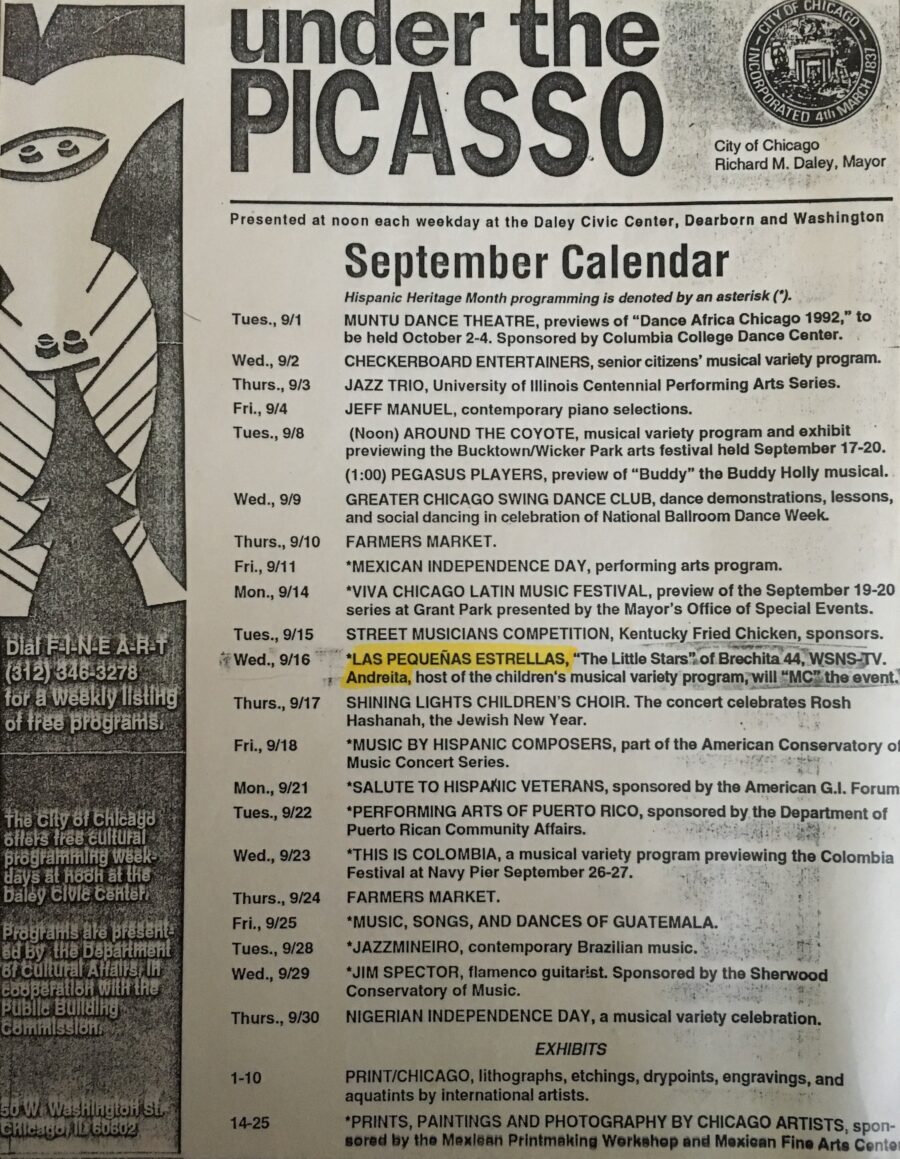 under the
PICASSO
CITY OF CHICAGO
INCORPORATED 4th MARCH 1837
City of Chicago
Richard M. Daley, Mayor
Presented at noon each weekday at the Daley Civic Center, Dearborn and Washington
September Calendar
Hispanic Heritage Month programming is denoted by an asterisk (*).
Tues., 9/1 MUNTU DANCE THEATRE, previews of “Dance Africa Chicago 1992,” to
be held October 2-4. Sponsored by Columbia College Dance Center.
Wed., 9/2 CHECKERBOARD ENTERTAINERS, senior citizens’ musical variety program.
Thurs., 9/3 JAZZ TRIO, University of Illinois Centennial Performing Arts Series.
Fri., 9/4 JEFF MANUEL, contemporary piano selections.
Tues., 9/8 (Noon) AROUND THE COYOTE, musical variety program and exhibit
previewing the Bucktown/Wicker Park arts festival held September 17-20.
(1:00) PEGASUS PLAYERS, preview of “Buddy” the Buddy Holly musical.
Wed., 9/9 GREATER CHICAGO SWING DANCE CLUB, dance demonstrations, lessons,
and social dancing in celebration of National Ballroom Dance Week.
Thurs., 9/10 FARMERS MARKET.
Fri., 9/11 *MEXICAN INDEPENDENCE DAY, performing arts program.
Mon., 9/14 *VIVA CHICAGO LATIN MUSIC FESTIVAL, preview of the September 19-20
series at Grant Park presented by the Mayor’s Office of Special Events.
Tues., 9/15 STREET MUSICIANS COMPETITION, Kentucky Fried Chicken, sponsors.
Wed., 9/16 *LAS PEQUEÑAS ESTRELLAS, “The Little Stars” of Brechita 44, WSNS-TV.
Andreita, host of the children's musical variety program, will “MC” the event.
Thurs., 9/17 SHINING LIGHTS CHILDREN’S CHOIR. The concert celebrates Rosh
Hashanah, the Jewish New Year.
Fri., 9/18 *MUSIC BY HISPANIC COMPOSERS, part of the American Conservatory of
Music Concert Series.
Mon., 9/21 *SALUTE TO HISPANIC VETERANS, sponsored by the American G.I. Forum
Tues., 9/22 *PERFORMING ARTS OF PUERTO RICO, sponsored by the Department of
Puerto Rican Community Affairs.
Wed., 9/23 *THIS IS COLOMBIA, a musical variety program previewing the Colombia
Festival at Navy Pier September 26-27.
Thurs., 9/24 FARMERS MARKET.
Fri., 9/25 *MUSIC, SONGS, AND DANCES OF GUATEMALA.
Tues., 9/28 *JAZZMINEIRO, contemporary Brazilian music.
Wed., 9/29 *JIM SPECTOR, flamenco guitarist. Sponsored by the Sherwood
Conservatory of Music.
Thurs., 9/30 NIGERIAN INDEPENDENCE DAY, a musical variety celebration.
EXHIBITS
1-10 PRINT/CHICAGO, lithographs, etchings, drypoints, engravings, and
aquatints by international artists.
14-25 *PRINTS, PAINTINGS AND PHOTOGRAPHY BY CHICAGO ARTISTS, spon-
sored by the Mexican Printmaking Workshop and Mexican Fine Arts Center
Dial F-I-N-E A-R-T
(312) 346-3278
for a weekly listing
of free programs.
The City of Chicago
offers free cultural
programming week-
days at noon at the
Daley Civic Center.
Programs are present-
ed by the Department
of Cultural Affairs, in
cooperation with the
Public Building
Commission.
50 W. Washington St.
Chicago, IL 60602